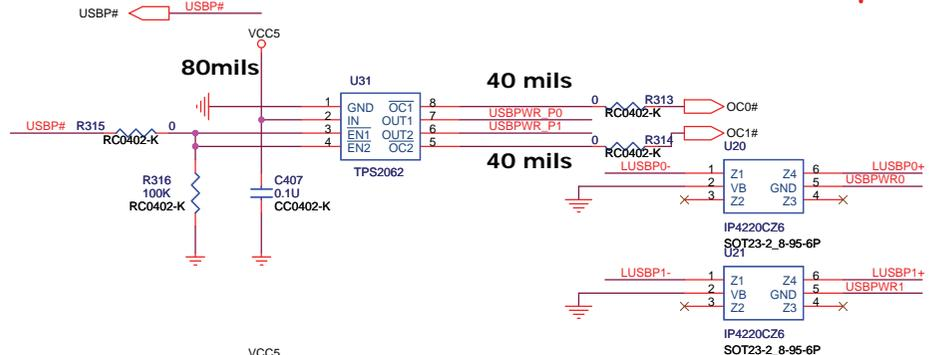 USBP# USBP#
VCC5
80mils
U31
40 mils
1 GND OC1 8 0 R313 OC0#
RC0402-K
2 IN OUT1 7 USBPWR_P0
USBP# R315 0 3 EN1 OUT2 6 USBPWR_P1 OC1#
RC0402-K
4 EN2 OC2 5 0 R314
RC0402-K
TPS2062
40 mils
R316
100K
RC0402-K
C407
0.1U
CC0402-K
U20
LUSBP0- 1 Z1 Z4 6 LUSBP0+
2 VB GND 5 USBPWR0
3 Z2 Z3 4
IP4220CZ6
SOT23-2_8-95-6P
U21
LUSBP1- 1 Z1 Z4 6 LUSBP1+
2 VB GND 5 USBPWR1
3 Z2 Z3 4
IP4220CZ6
SOT23-2_8-95-6P
VCC5